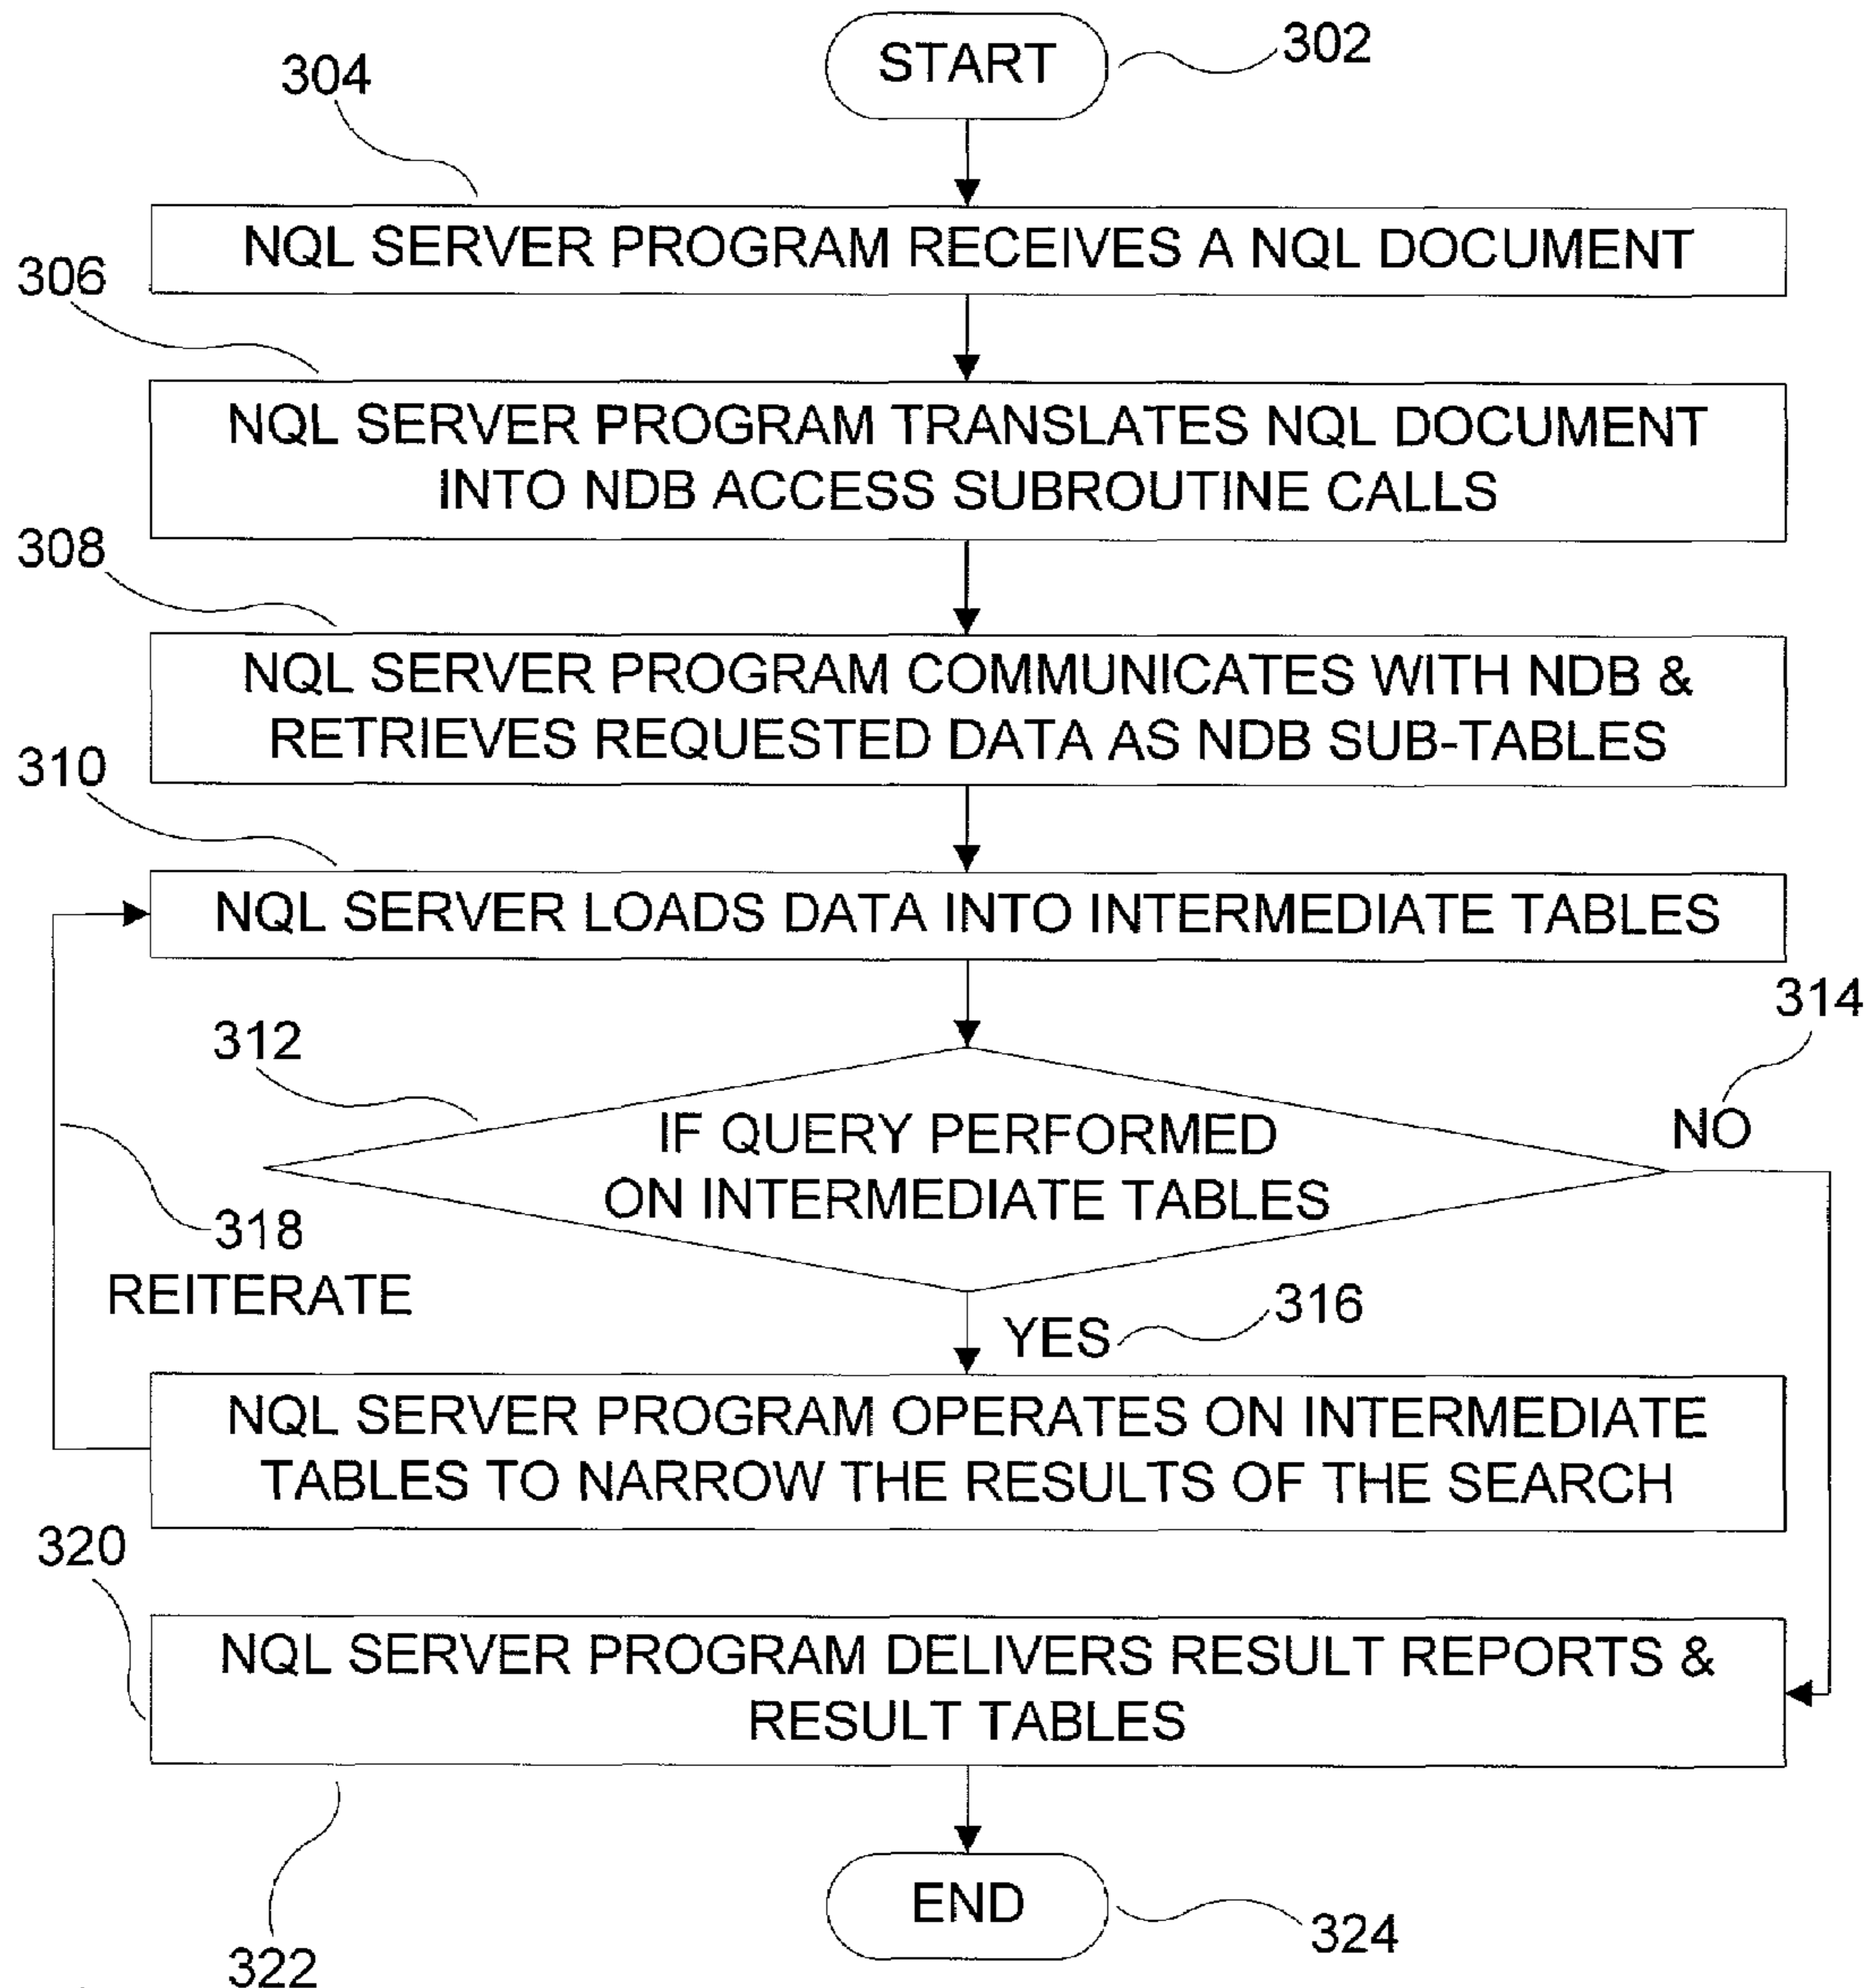 START
302
304
NQL SERVER PROGRAM RECEIVES A NQL DOCUMENT
306
NQL SERVER PROGRAM TRANSLATES NQL DOCUMENT
INTO NDB ACCESS SUBROUTINE CALLS
308
NQL SERVER PROGRAM COMMUNICATES WITH NDB &
RETRIEVES REQUESTED DATA AS NDB SUB-TABLES
310
NQL SERVER LOADS DATA INTO INTERMEDIATE TABLES
312
314
NO
IF QUERY PERFORMED
ON INTERMEDIATE TABLES
318
REITERATE
316
YES
NQL SERVER PROGRAM OPERATES ON INTERMEDIATE
TABLES TO NARROW THE RESULTS OF THE SEARCH
320
NQL SERVER PROGRAM DELIVERS RESULT REPORTS &
RESULT TABLES
322
END
324